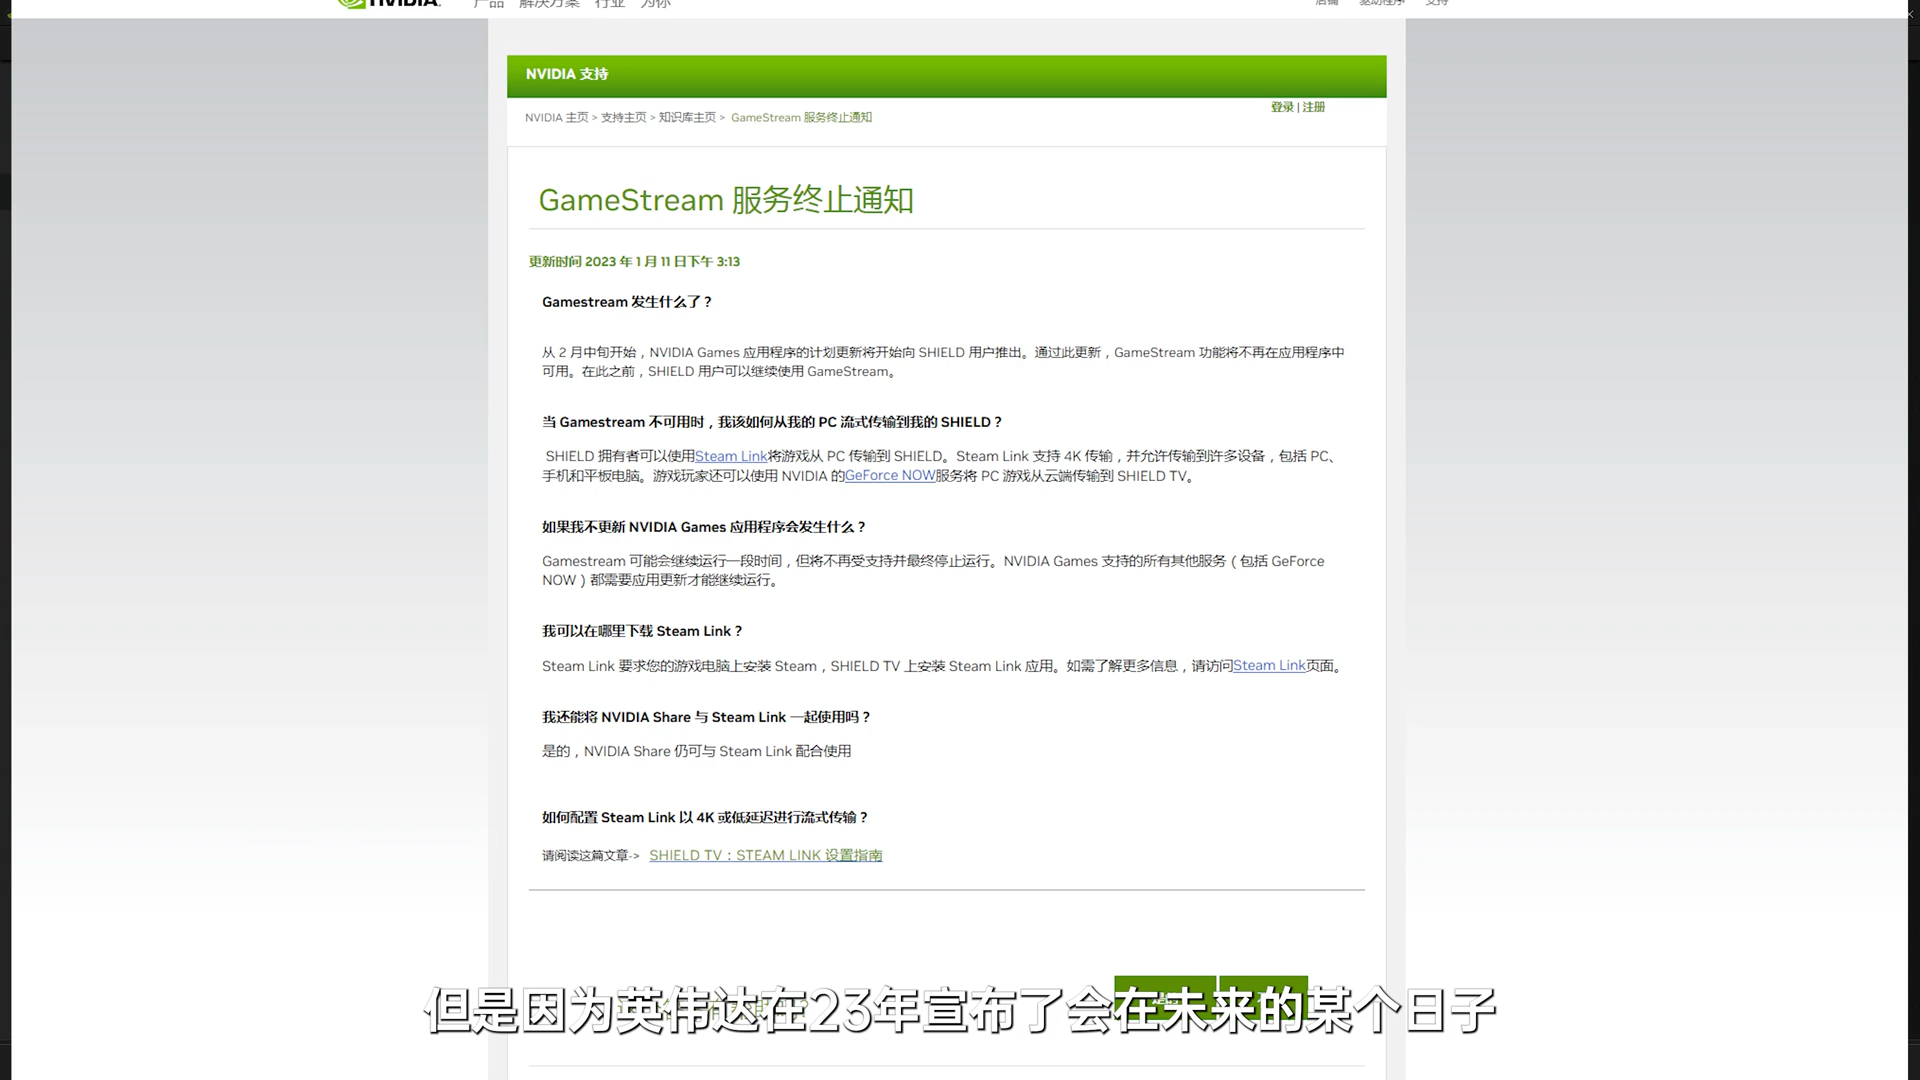 NVIDIA.
产品 解决方案 行业 为你
店铺 驱动程序 支持
NVIDIA 支持
登录 | 注册
NVIDIA 主页 > 支持主页 > 知识库主页 > GameStream 服务终止通知
GameStream 服务终止通知
更新时间 2023 年 1 月 11 日下午 3:13
Gamestream 发生什么了？
从 2 月中旬开始，NVIDIA Games 应用程序的计划更新将开始向 SHIELD 用户推出。通过此更新，GameStream 功能将不再在应用程序中
可用。在此之前，SHIELD 用户可以继续使用 GameStream。
当 Gamestream 不可用时，我该如何从我的 PC 流式传输到我的 SHIELD？
SHIELD 拥有者可以使用Steam Link将游戏从 PC 传输到 SHIELD。Steam Link 支持 4K 传输，并允许传输到许多设备，包括 PC、
手机和平板电脑。游戏玩家还可以使用 NVIDIA 的GeForce NOW服务将 PC 游戏从云端传输到 SHIELD TV。
如果我不更新 NVIDIA Games 应用程序会发生什么？
Gamestream 可能会继续运行一段时间，但将不再受支持并最终停止运行。NVIDIA Games 支持的所有其他服务（包括 GeForce
NOW）都需要应用更新才能继续运行。
我可以在哪里下载 Steam Link？
Steam Link 要求您的游戏电脑上安装 Steam，SHIELD TV 上安装 Steam Link 应用。如需了解更多信息，请访问Steam Link页面。
我还能将 NVIDIA Share 与 Steam Link 一起使用吗？
是的，NVIDIA Share 仍可与 Steam Link 配合使用
如何配置 Steam Link 以 4K 或低延迟进行流式传输？
请阅读这篇文章-> SHIELD TV：STEAM LINK 设置指南
但是因为英伟达在23年宣布了会在未来的某个日子